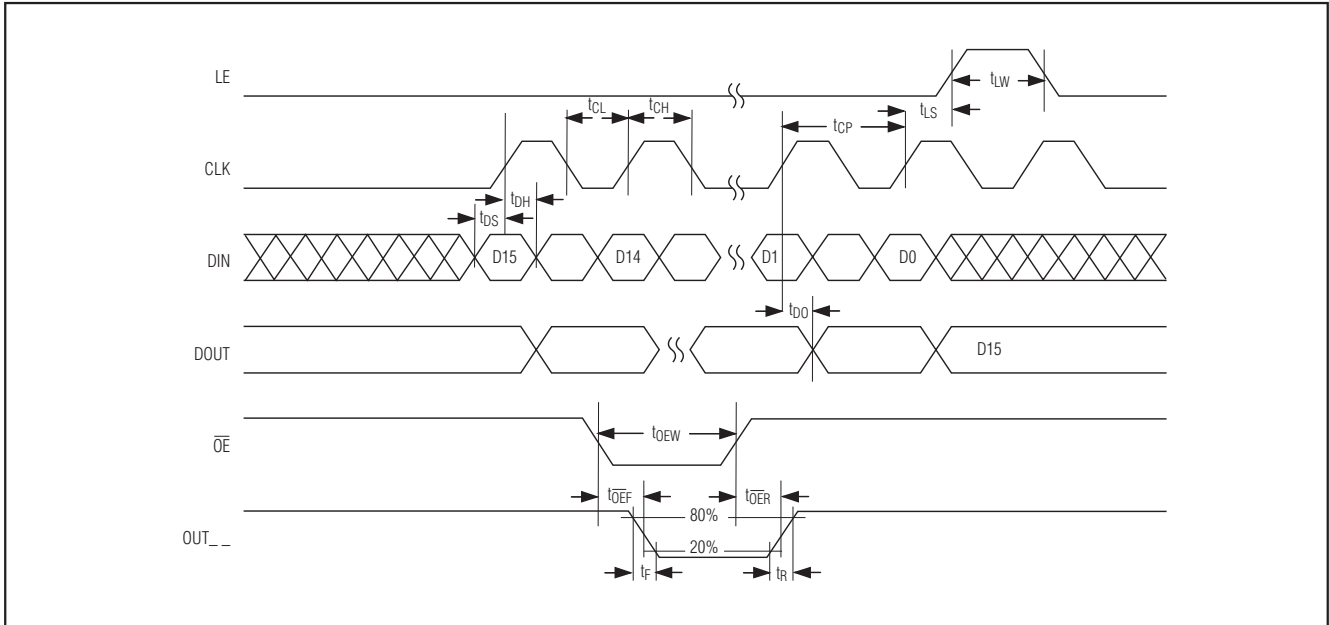 LE
tLW
tCL
tCH
tLS
tCP
CLK
tDH
tDS
DIN
D15
D14
D1
D0
tDO
DOUT
D15
OE
tOEW
tOEF
tOER
80%
OUT_ _
20%
tF
tR